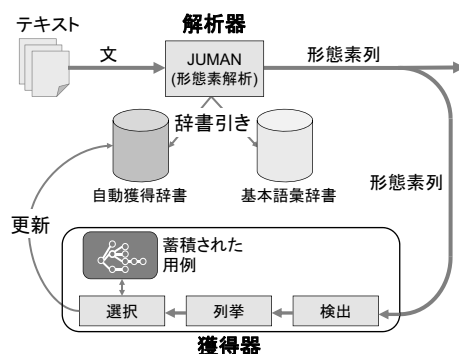 解析器
テキスト
文
JUMAN
(形態素解析)
形態素列
辞書引き
自動獲得辞書
基本語彙辞書
形態素列
更新
蓄積された
用例
選択
列挙
検出
獲得器